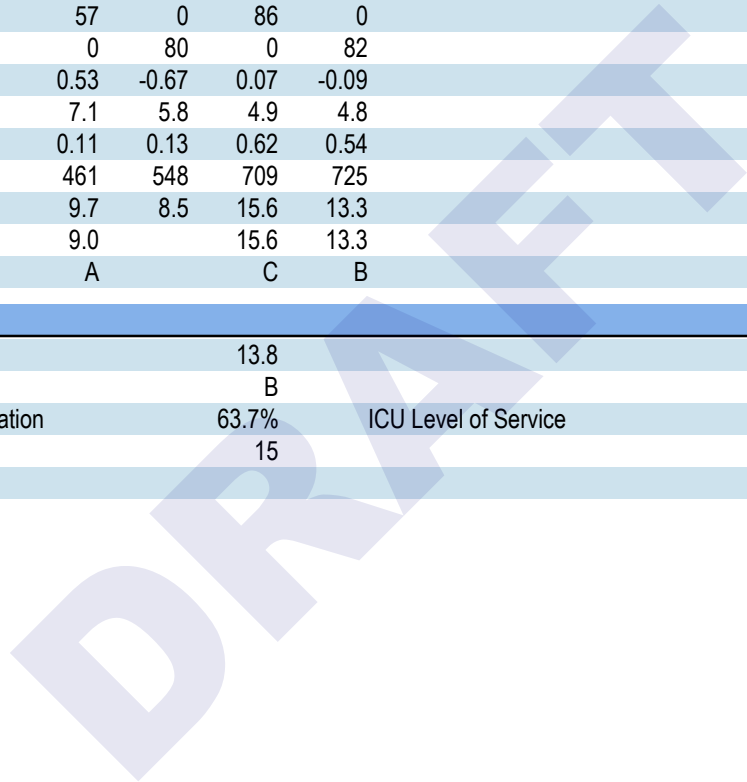 57 0 86 0
0 80 0 82
0.53 -0.67 0.07 -0.09
7.1 5.8 4.9 4.8
0.11 0.13 0.62 0.54
461 548 709 725
9.7 8.5 15.6 13.3
9.0 15.6 13.3
A C B
13.8
B
ation 63.7% ICU Level of Service
15
DRAFT